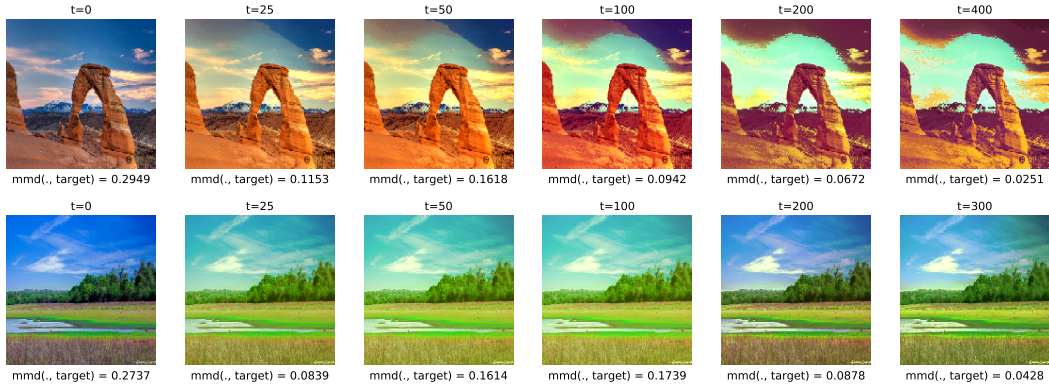 t=0 t=25 t=50 t=100 t=200 t=400
mmd(., target) = 0.2949 mmd(., target) = 0.1153 mmd(., target) = 0.1618 mmd(., target) = 0.0942 mmd(., target) = 0.0672 mmd(., target) = 0.0251
t=0 t=25 t=50 t=100 t=200 t=300
mmd(., target) = 0.2737 mmd(., target) = 0.0839 mmd(., target) = 0.1614 mmd(., target) = 0.1739 mmd(., target) = 0.0878 mmd(., target) = 0.0428